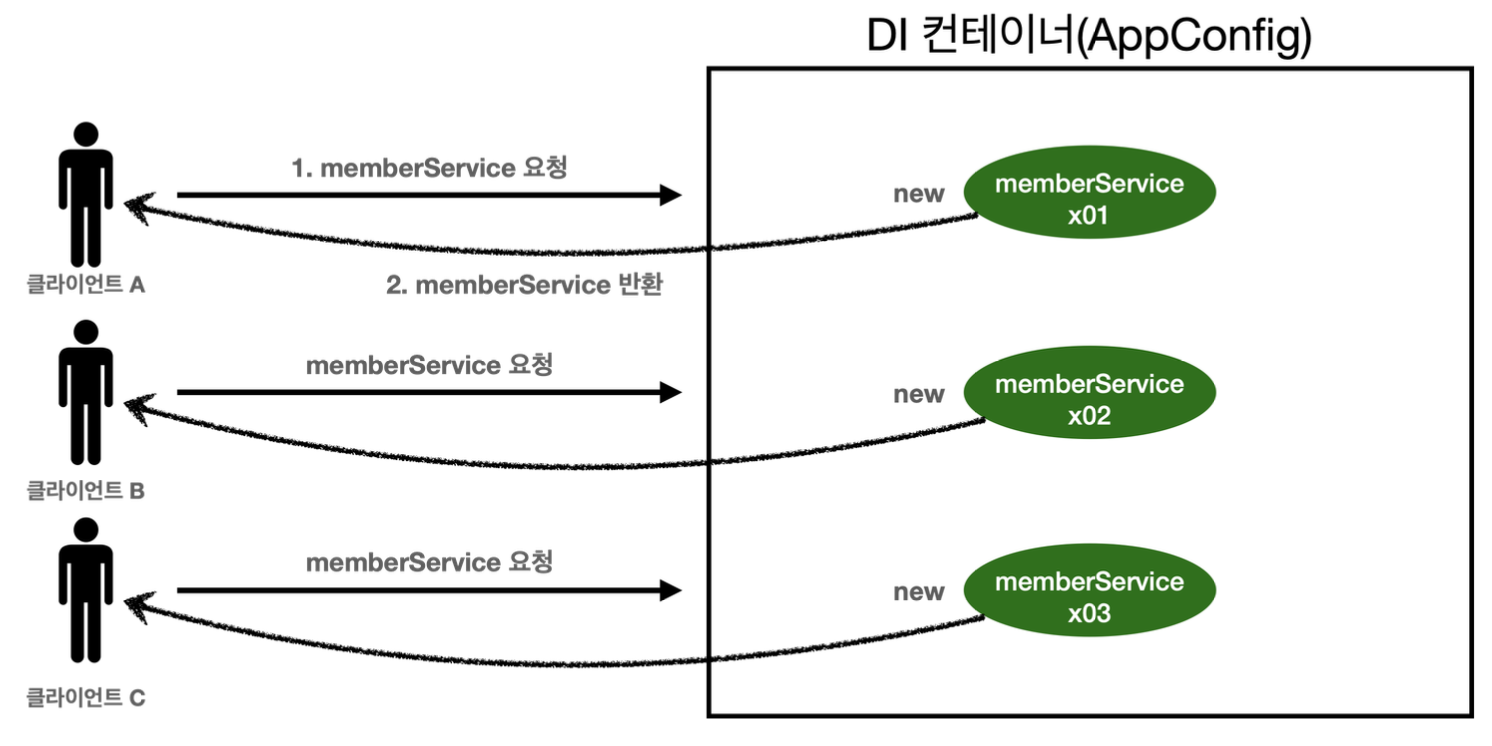 DI 컨테이너(AppConfig)
1. memberService 요청
new
memberService
x01
클라이언트 A
2. memberService 반환
memberService 요청
new
memberService
x02
클라이언트 B
memberService 요청
new
memberService
x03
클라이언트 C